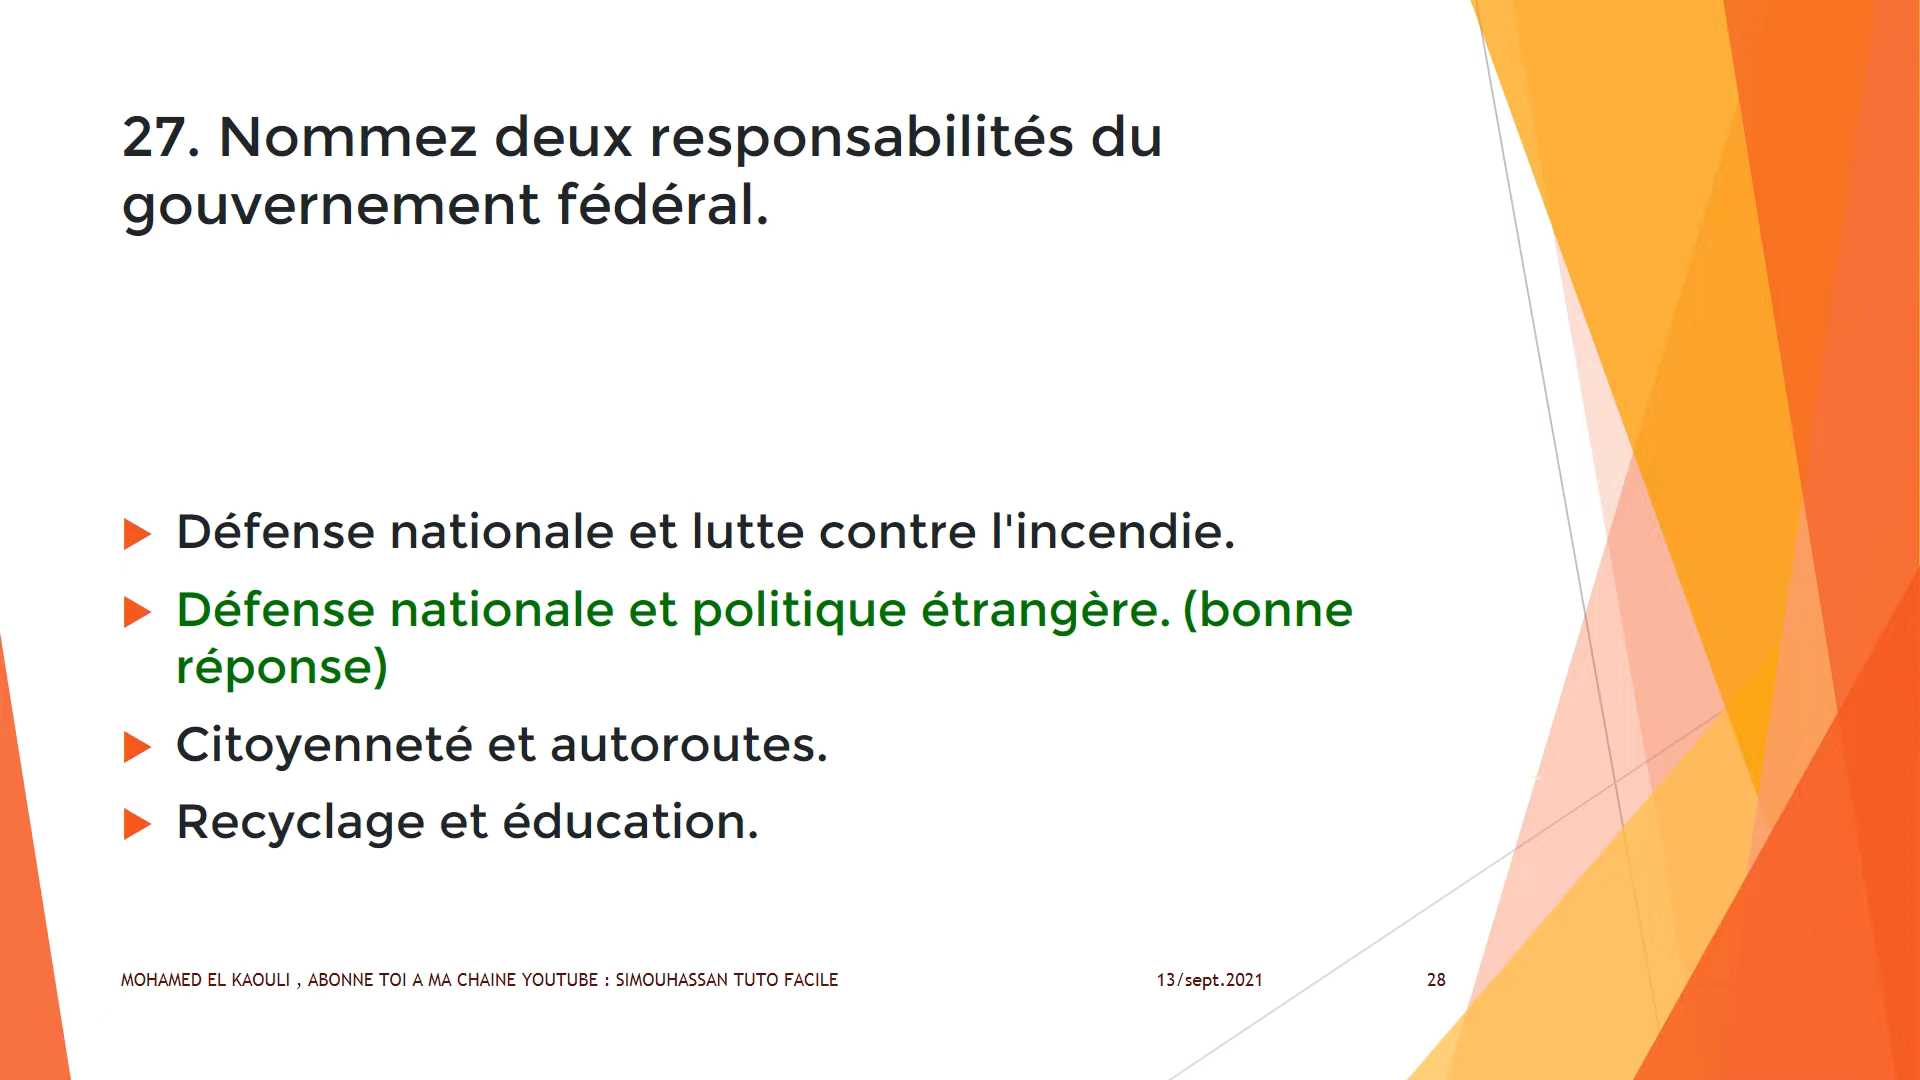 27. Nommez deux responsabilités du
gouvernement fédéral.
Défense nationale et lutte contre l'incendie.
Défense nationale et politique étrangère. (bonne
réponse)
Citoyenneté et autoroutes.
Recyclage et éducation.
MOHAMED EL KAOULI , ABONNE TOI A MA CHAINE YOUTUBE : SIMOUHASSAN TUTO FACILE
13/sept.2021
28